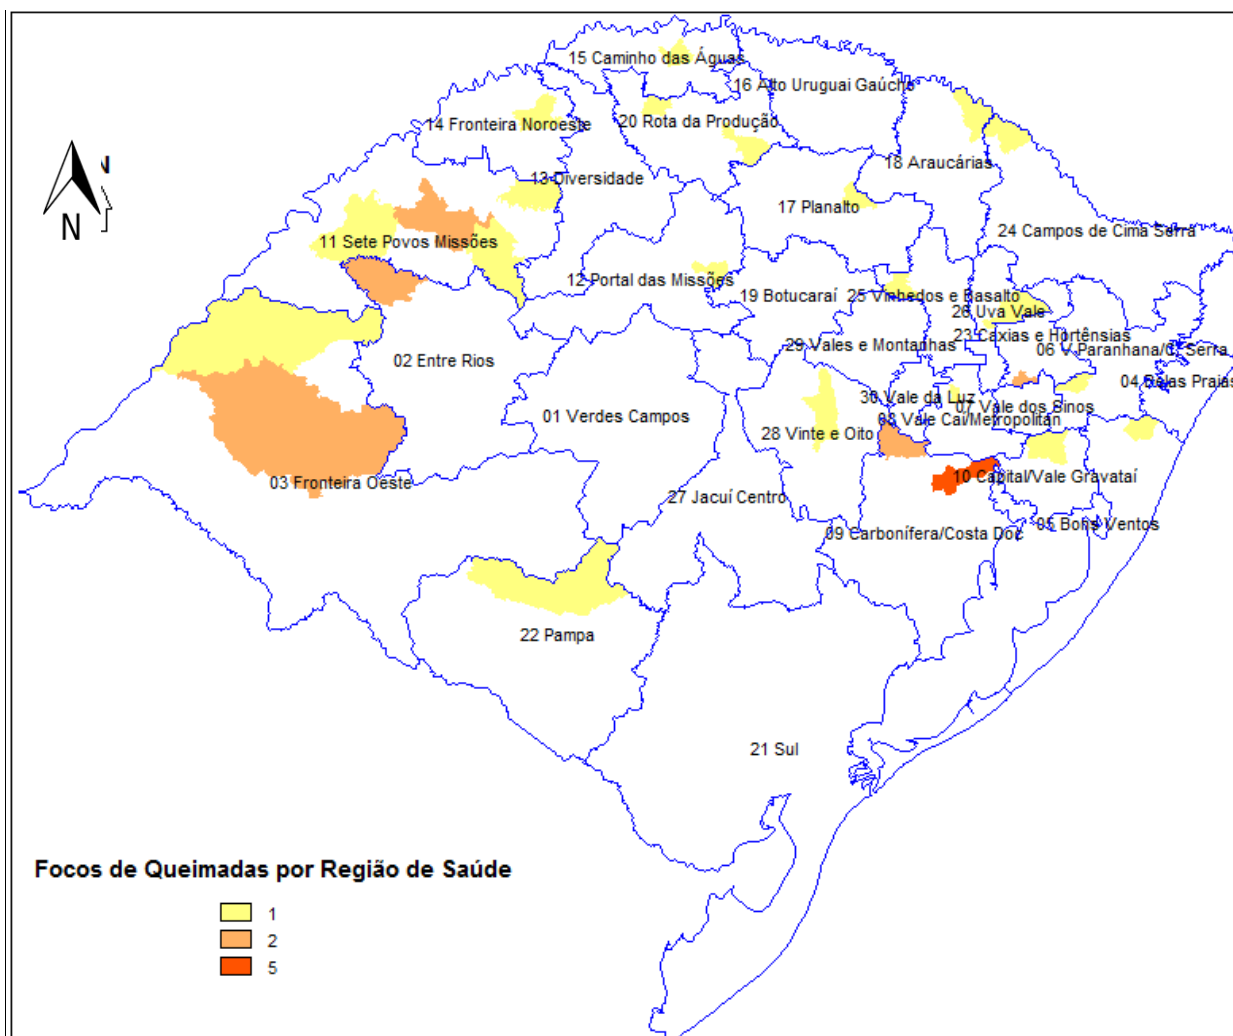 15 Caminho das Águas
16 Alto Uruguai Gaúcho
14 Fronteira Noroeste
20 Rota da Produção
N
18 Araucárias
13 Diversidade
17 Planalto
N
11 Sete Povos Missões
24 Campos de Cima Serra
12 Portal das Missões
19 Botucaraí
25 Vinhedos e Basalto
26 Uva Vale
23 Caxias e Hortênsias
29 Vales e Montanhas
06 V Paranhana/C. Serra
02 Entre Rios
04 Belas Praias
30 Vale da Luz
07 Vale dos Sinos
01 Verdes Campos
08 Vale Caí/Metropolitan
28 Vinte e Oito
10 Capital/Vale Gravataí
03 Fronteira Oeste
27 Jacuí Centro
05 Bons Ventos
09 Carbonífera/Costa Doc
22 Pampa
21 Sul
Focos de Queimadas por Região de Saúde
1
2
5